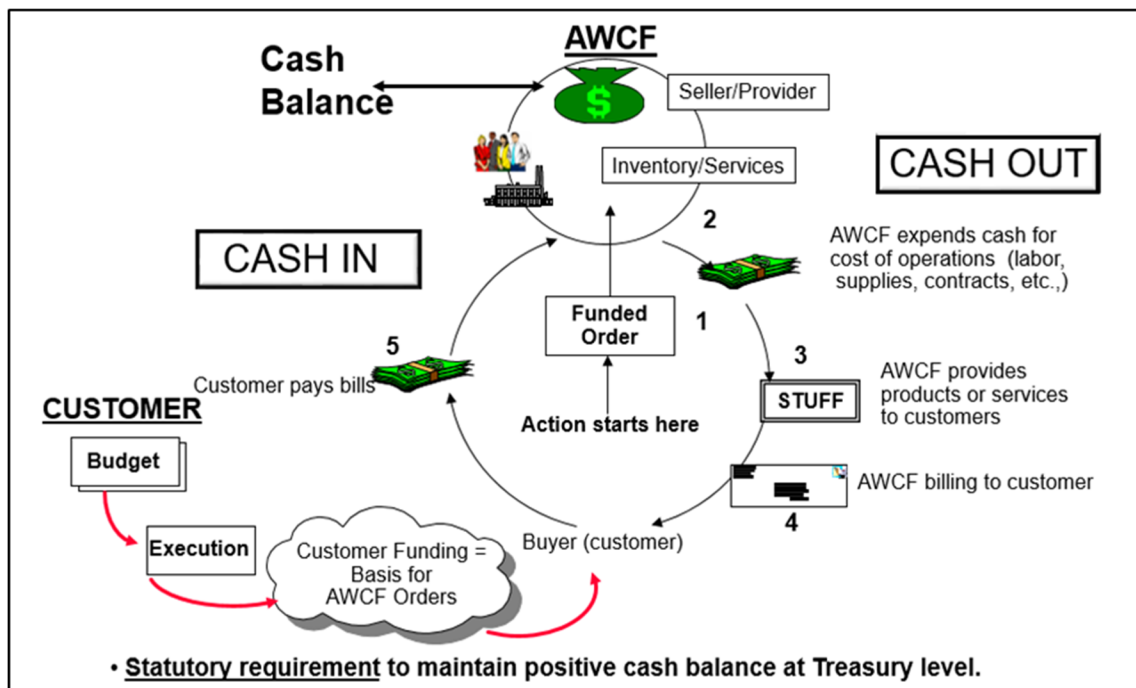 AWCF
Cash
Balance
$
Seller/Provider
Inventory/Services
CASH OUT
CASH IN
2
AWCF expends cash for
cost of operations (labor,
supplies, contracts, etc.,)
Funded
Order
1
5
3
Customer pays bills
AWCF provides
products or services
to customers
STUFF
CUSTOMER
Action starts here
Budget
AWCF billing to customer
4
Execution
Customer Funding =
Basis for
AWCF Orders
Buyer (customer)
• Statutory requirement to maintain positive cash balance at Treasury level.